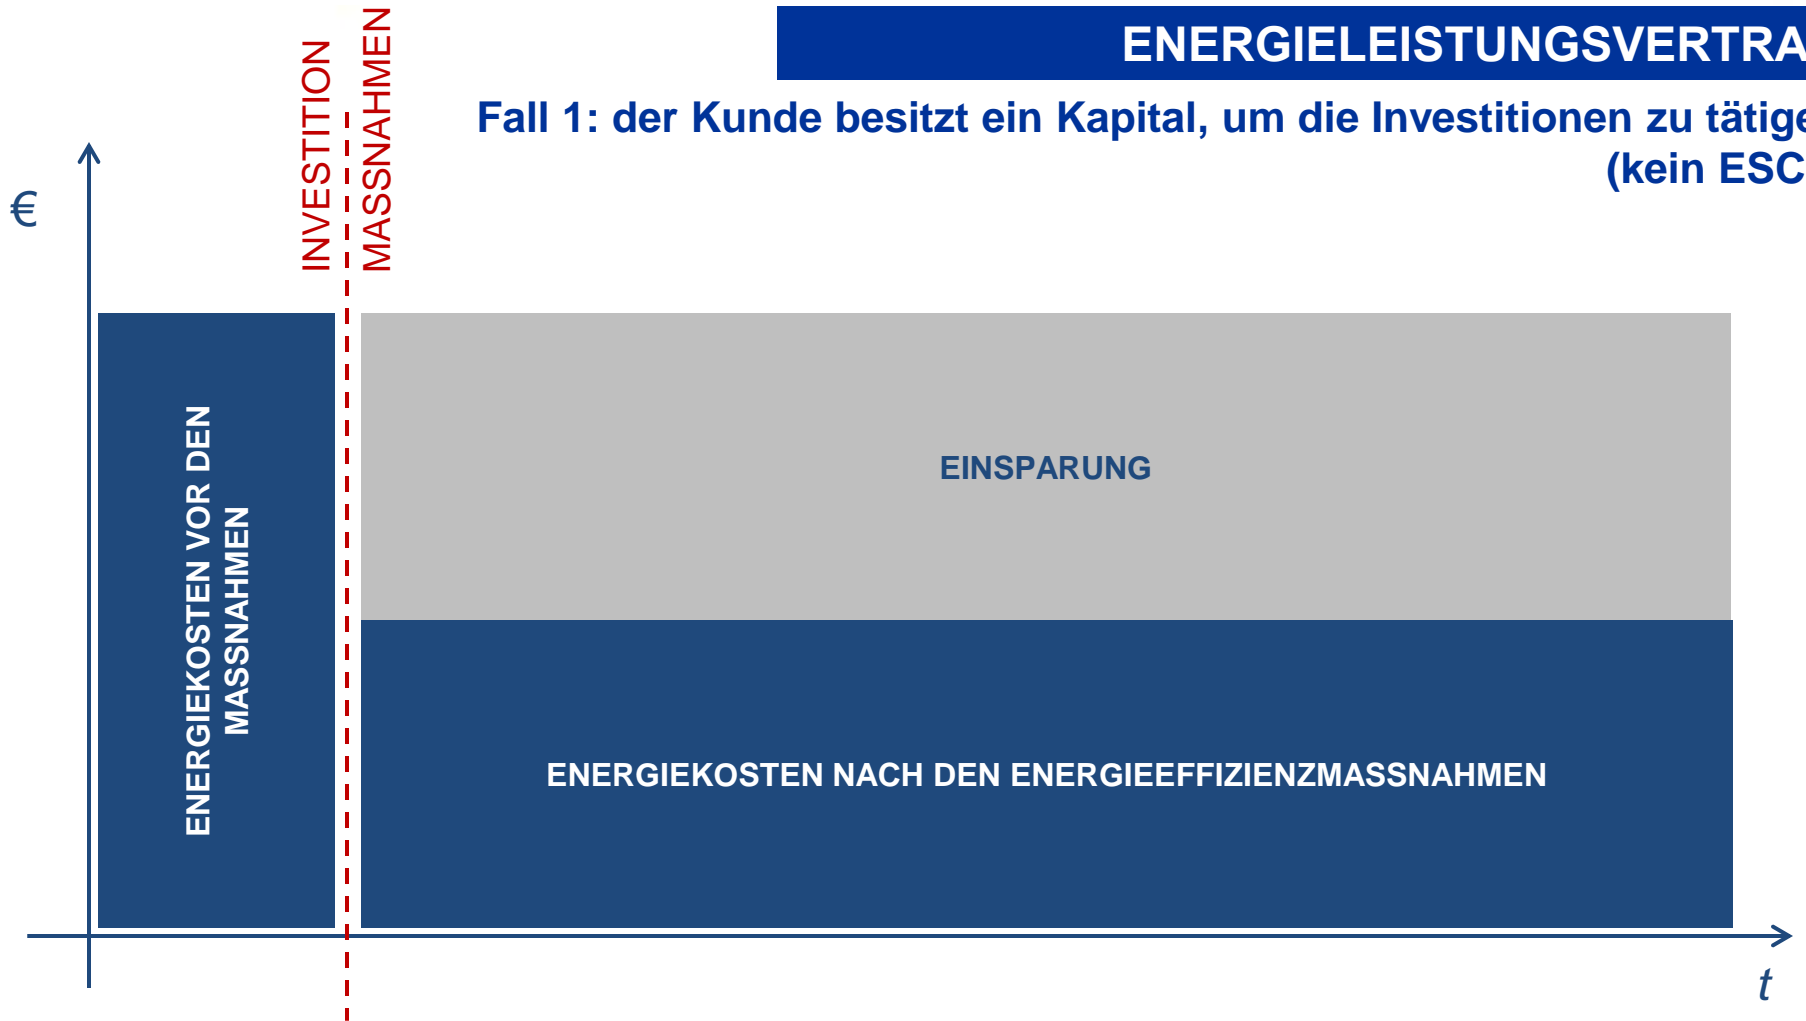 ENERGIELEISTUNGSVERTRA
Fall 1: der Kunde besitzt ein Kapital, um die Investitionen zu tätige
(kein ESC
INVESTITION
MASSNAHMEN
€
ENERGIEKOSTEN VOR DEN
MASSNAHMEN
EINSPARUNG
ENERGIEKOSTEN NACH DEN ENERGIEEFFIZIENZMASSNAHMEN
t